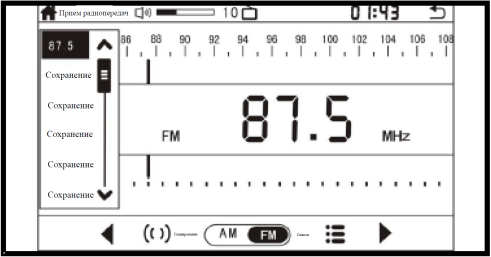 Прием радиопередач 10 01:43
87 5
86 88 90 92 94 96 98 100 102 104 106 108
Сохранение
Сохранение
Сохранение
Сохранение
Сохранение
FM 87.5 MHz
AM FM